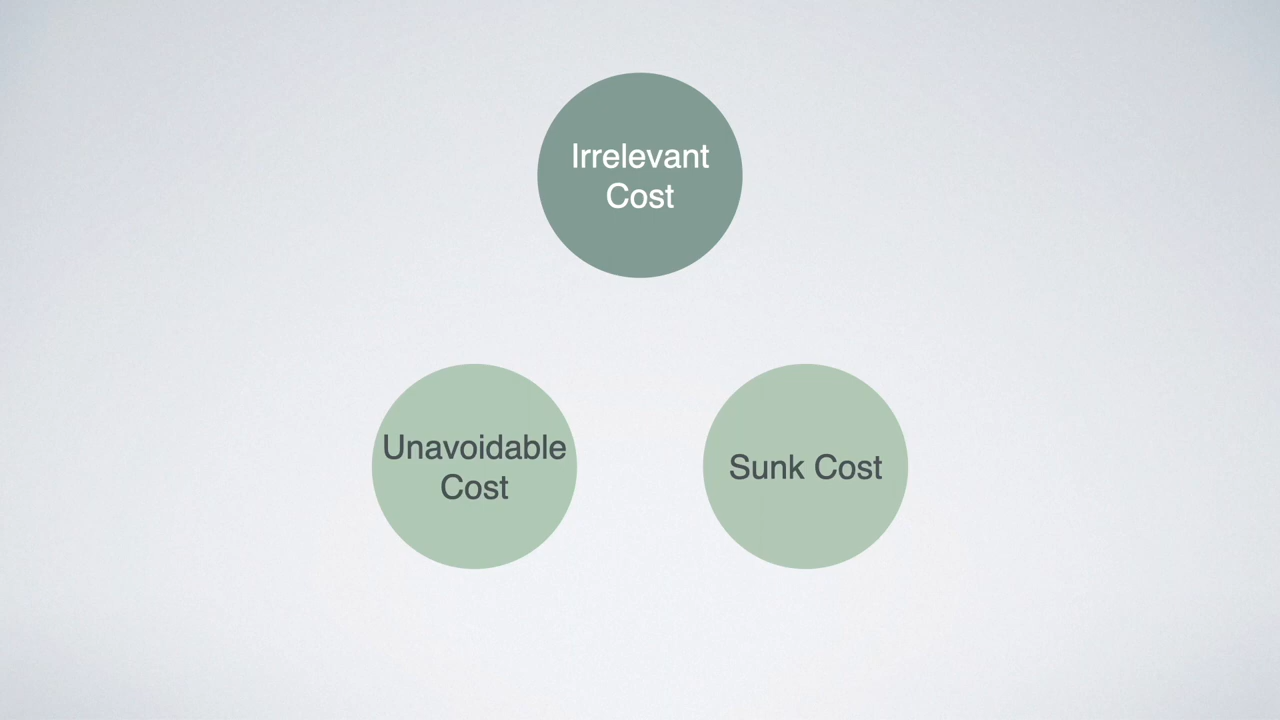 Irrelevant
Cost
Unavoidable
Cost
Sunk Cost